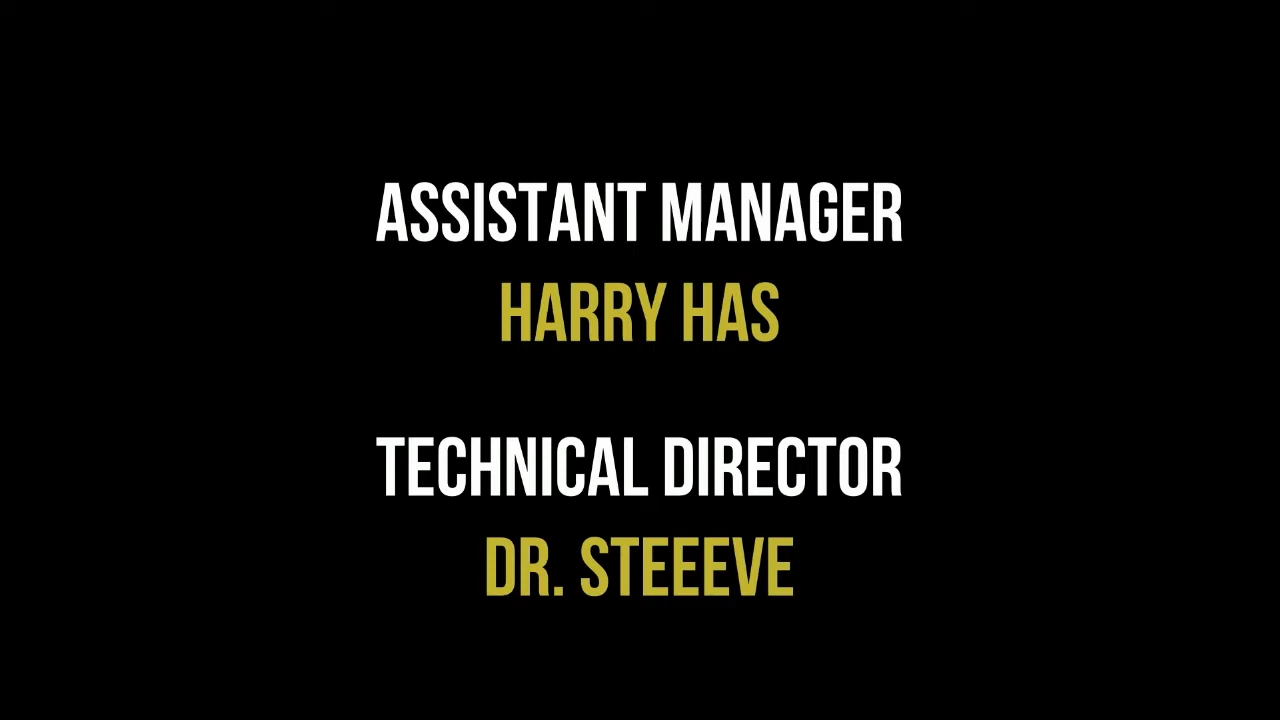 ASSISTANT MANAGER
HARRY HAS
TECHNICAL DIRECTOR
DR. STEEEVE